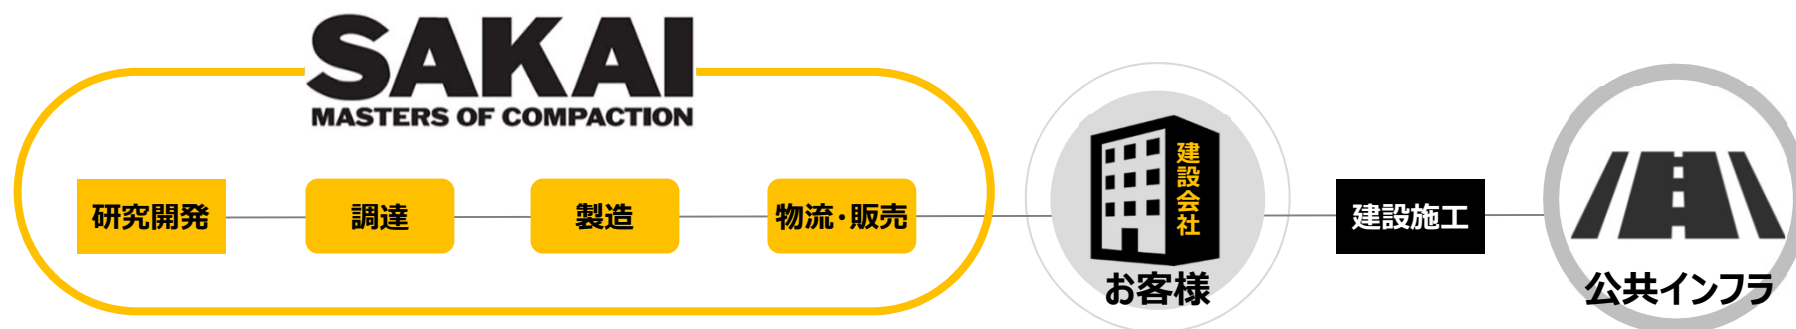 SAKAI
MASTERS OF COMPACTION
研究開発
調達
製造
物流・販売
建設会社
お客様
建設施工
公共インフラ